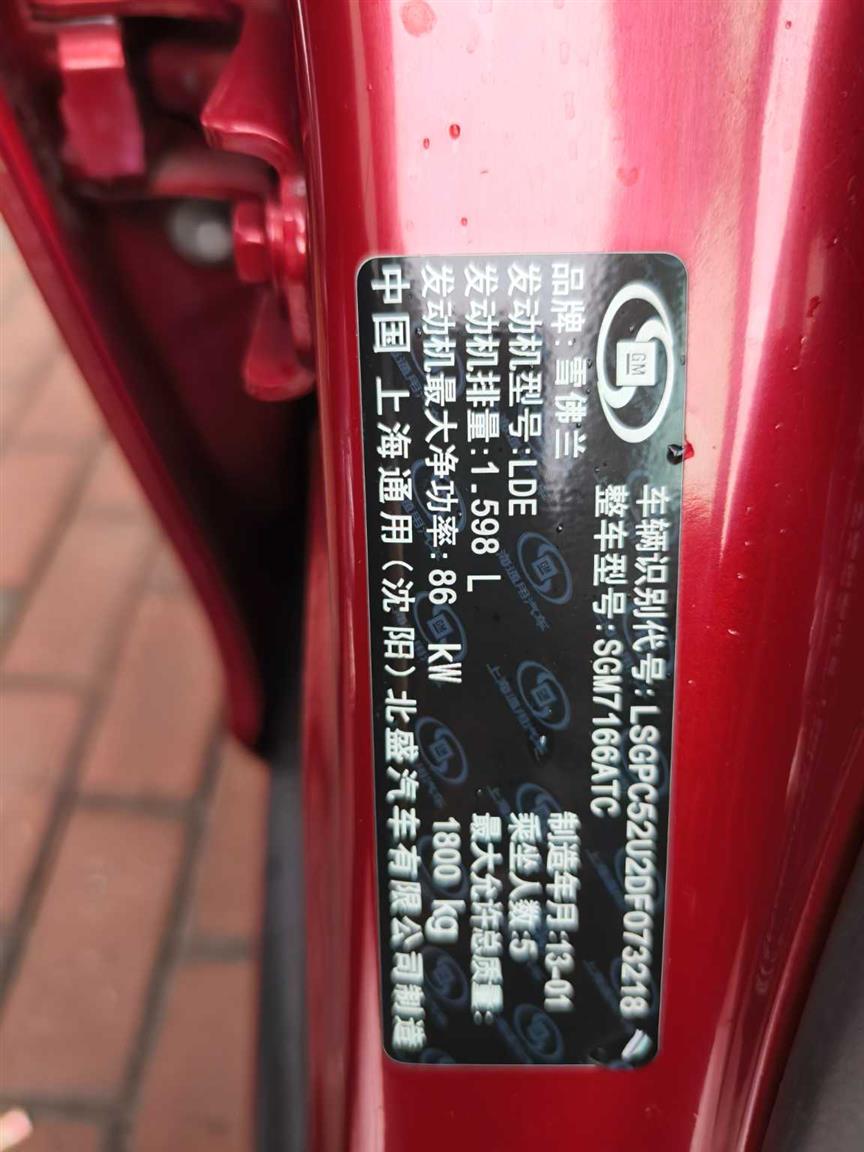 GM
车辆识别代号:LSGPC52U2DF073218
整车型号:SGM7166ATC
品牌:雪佛兰
发动机型号:LDE
发动机排量:1.598 L
发动机最大净功率:86 kW
制造年月:13-01
乘坐人数:5
最大允许总质量:
1800 kg
中国 上海通用(沈阳)北盛汽车有限公司制造